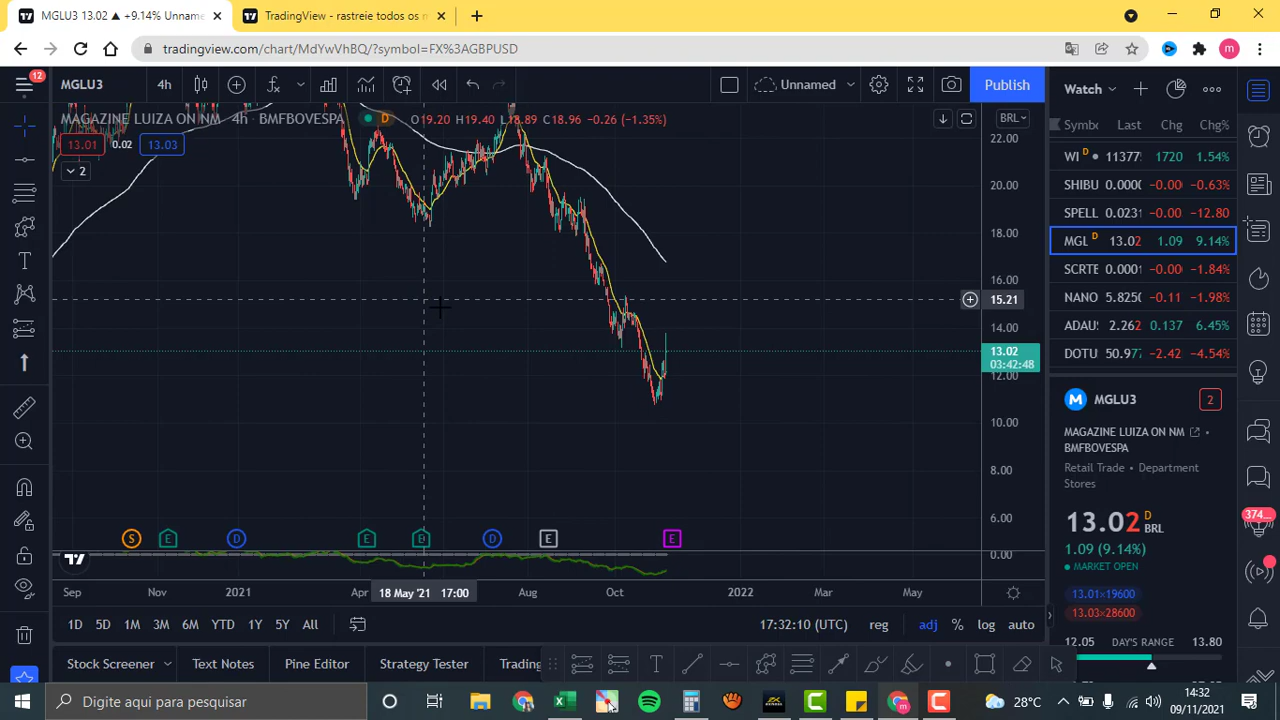 MGLU3 13.02 ▲ +9.14% Unname
TradingView - rastreie todos os m
tradingview.com/chart/MdYwVhBQ/?symbol=FX%3AGBPUSD
12
MGLU3
4h
Unnamed
Publish
Watch
MAGAZINE LUIZA ON NM 4h BMFBOVESPA
D
O19.20 H19.40 L18.89 C18.96 -0.26 (-1.35%)
BRL
13.01 0.02 13.03
2
Symbo Last Chg Chg%
WI D 11377 1720 1.54%
SHIBU 0.0000 -0.00 -0.63%
SPELL 0.0231 -0.00 -12.80
MGL D 13.02 1.09 9.14%
SCRTE 0.0001 -0.00 -1.84%
NANO 5.8250 -0.11 -1.98%
ADAU 2.262 0.137 6.45%
DOTU 50.977 -2.42 -4.54%
22.00
20.00
18.00
16.00
15.21
14.00
13.02
03:42:48
12.00
10.00
8.00
6.00
0.00
S E D E E D E E
Sep Nov 2021 Apr 18 May '21 17:00 Aug Oct 2022 Mar May
MGLU3 2
MAGAZINE LUIZA ON NM •
BMFBOVESPA
Retail Trade • Department
Stores
13.02 D BRL
1.09 (9.14%)
MARKET OPEN
13.01×19600
13.03×28600
12.05 DAY'S RANGE 13.80
374
1D 5D 1M 3M 6M YTD 1Y 5Y All
17:32:10 (UTC) reg adj % log auto
Stock Screener
Text Notes
Pine Editor
Strategy Tester
Trading
Digite aqui para pesquisar
28°C
14:32
09/11/2021